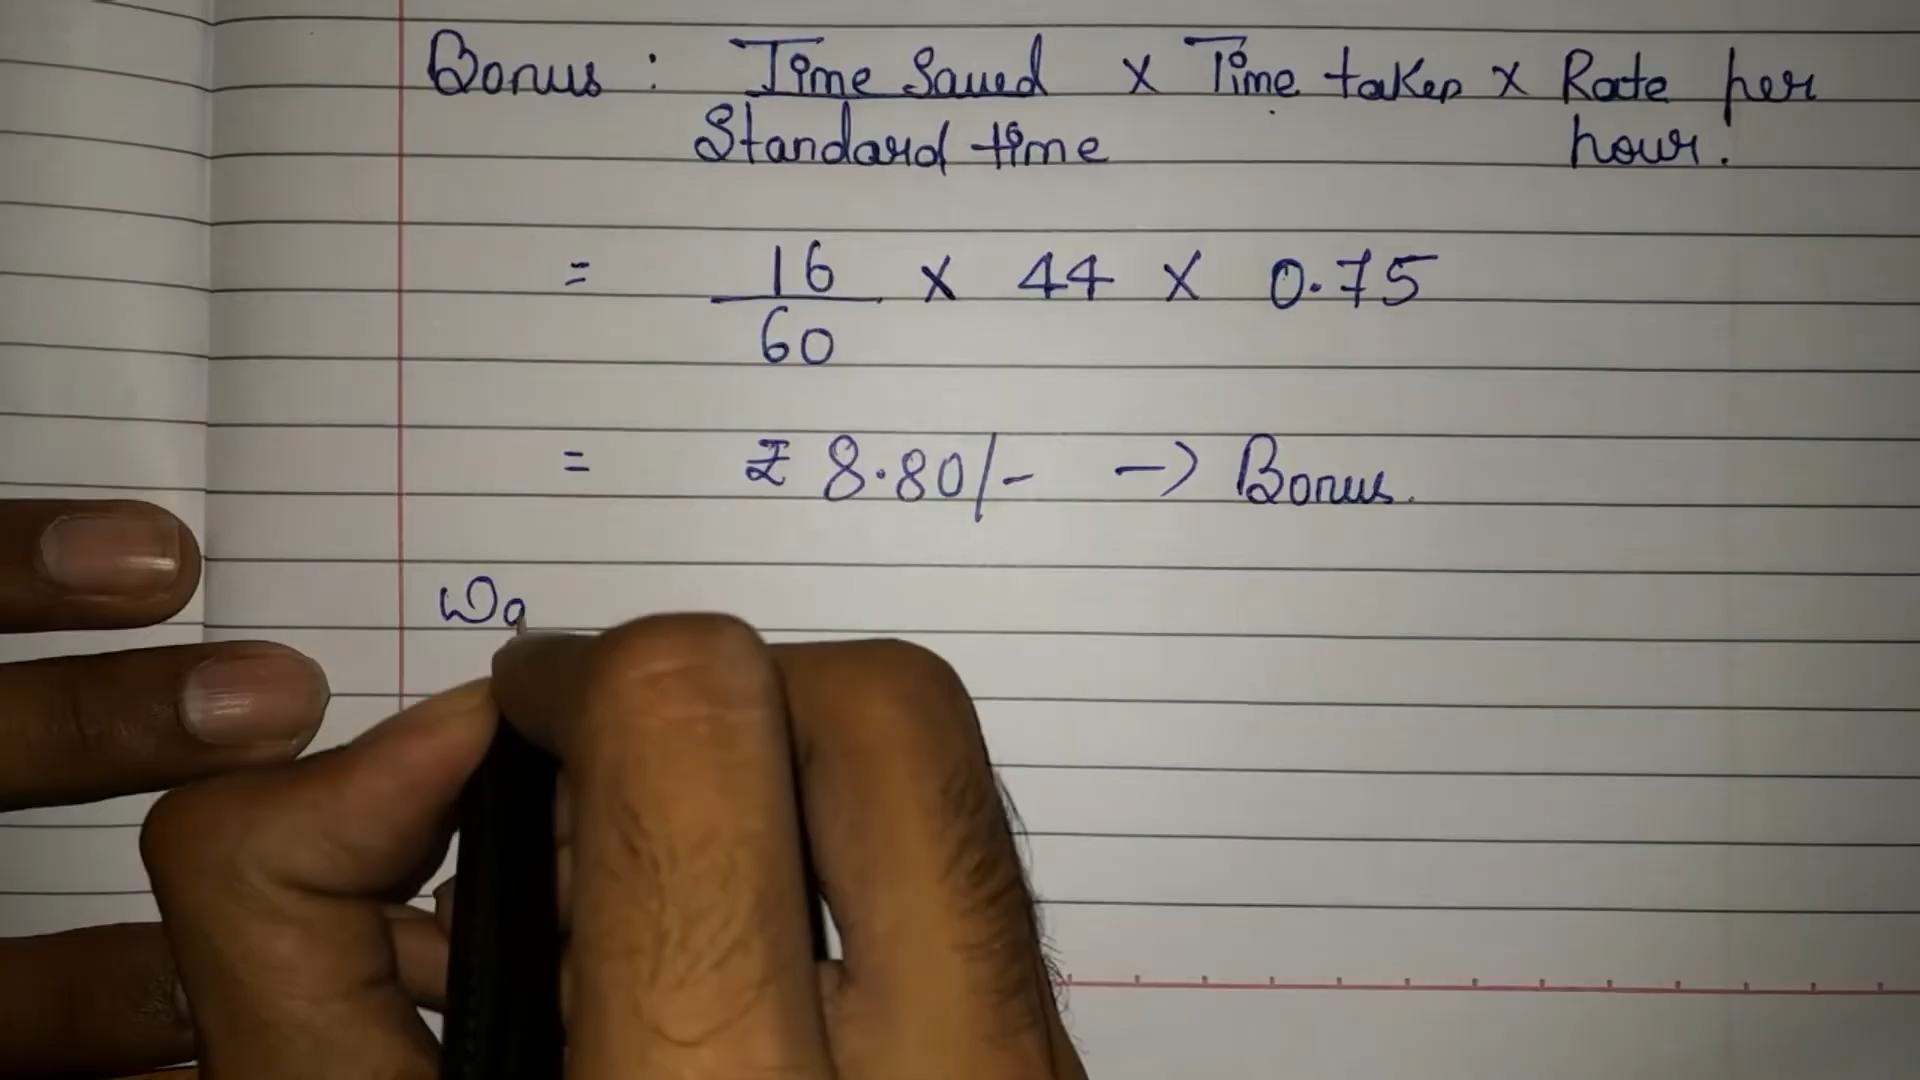 Bonus : Time Saved X Time taken X Rate per
Standard time hour.
= 16 X 44 X 0.75
60
= ₹ 8.80/- -> Bonus.
Wa